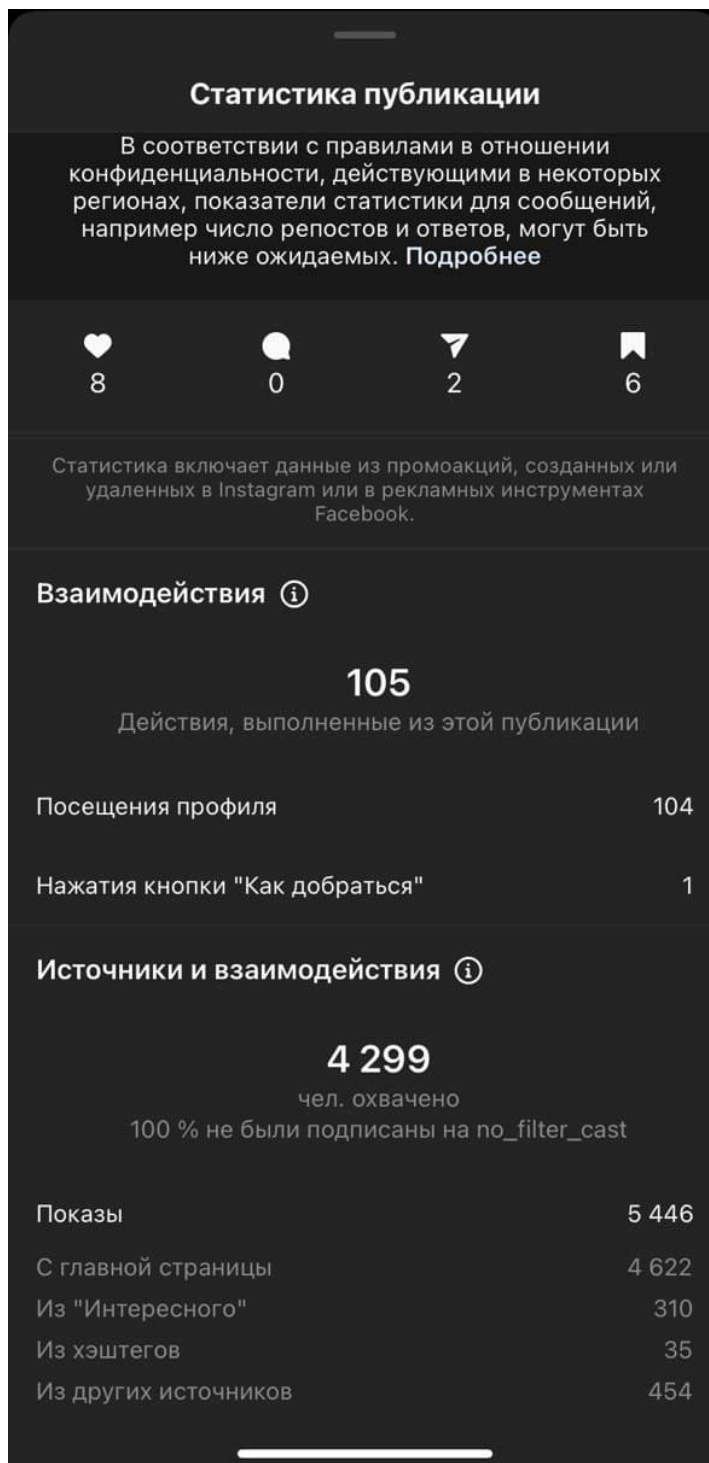 Статистика публикации
В соответствии с правилами в отношении
конфиденциальности, действующими в некоторых
регионах, показатели статистики для сообщений,
например число репостов и ответов, могут быть
ниже ожидаемых. Подробнее
8 0 2 6
Статистика включает данные из промоакций, созданных или
удаленных в Instagram или в рекламных инструментах
Facebook.
Взаимодействия
105
Действия, выполненные из этой публикации
Посещения профиля 104
Нажатия кнопки "Как добраться" 1
Источники и взаимодействия
4 299
чел. охвачено
100 % не были подписаны на no_filter_cast
Показы 5 446
С главной страницы 4 622
Из "Интересного" 310
Из хэштегов 35
Из других источников 454